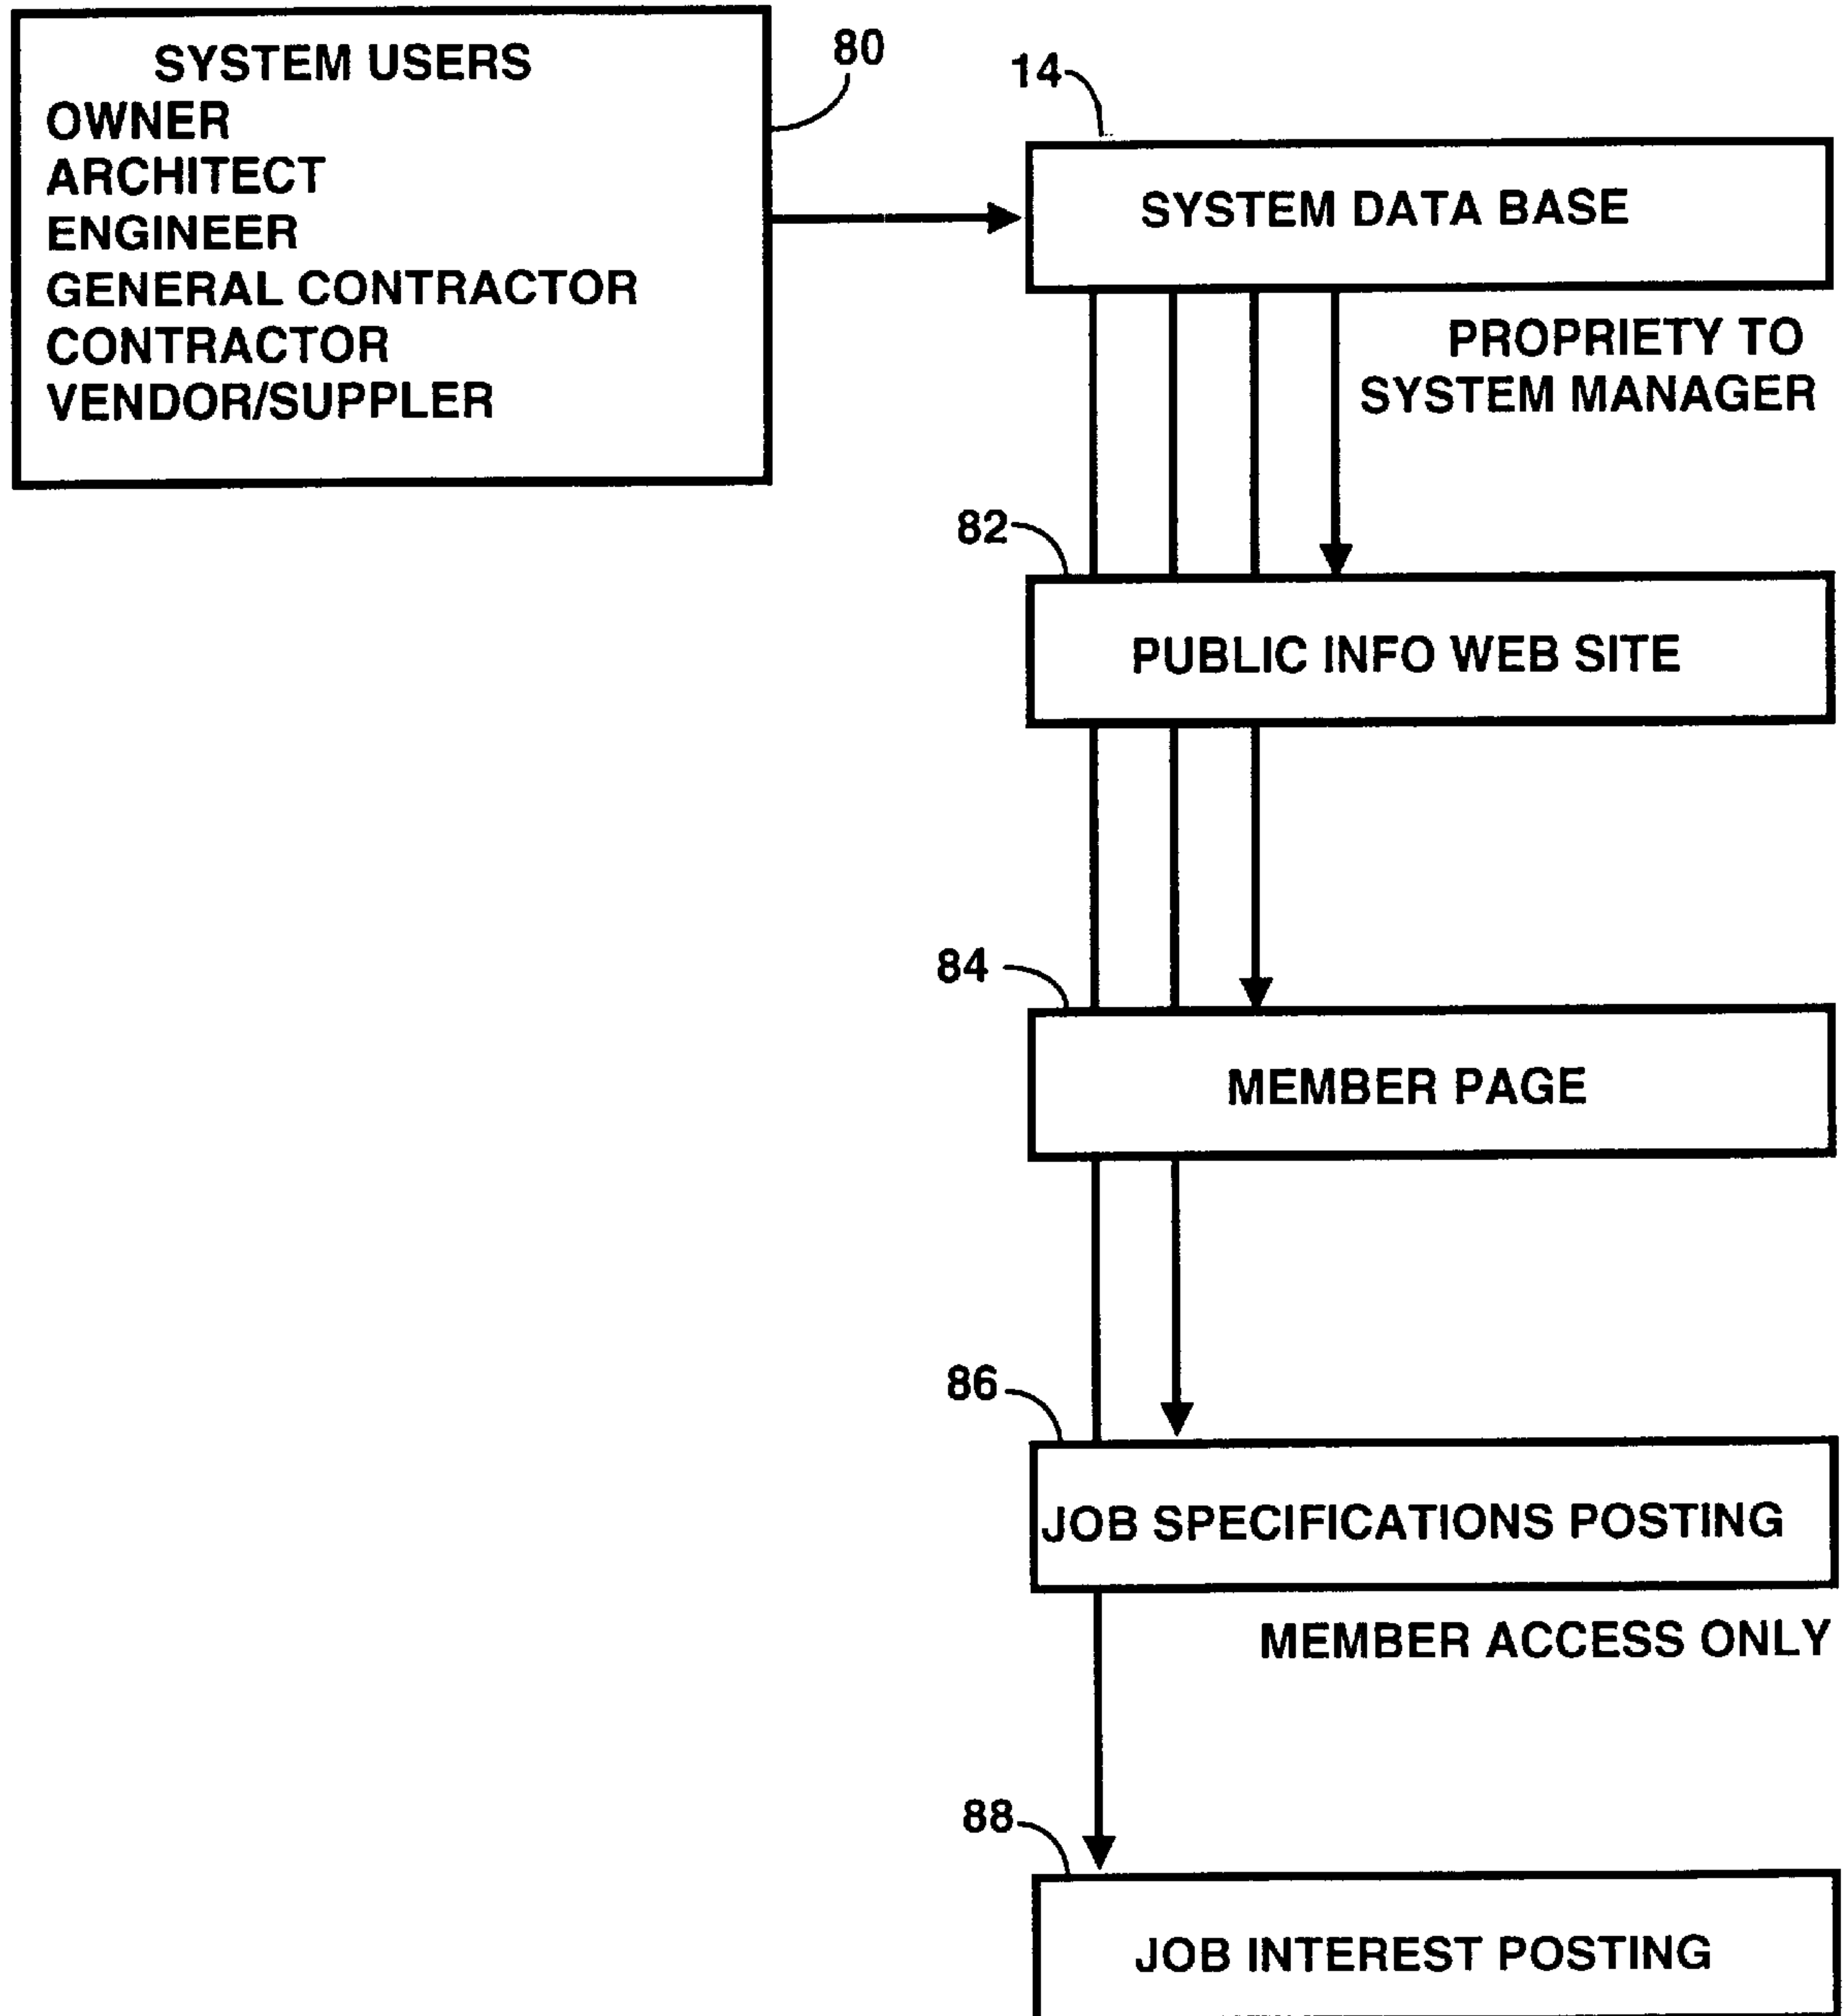 SYSTEM USERS
OWNER
ARCHITECT
ENGINEER
GENERAL CONTRACTOR
CONTRACTOR
VENDOR/SUPPLER
80
14
SYSTEM DATA BASE
PROPRIETY TO
SYSTEM MANAGER
82
PUBLIC INFO WEB SITE
84
MEMBER PAGE
86
JOB SPECIFICATIONS POSTING
MEMBER ACCESS ONLY
88
JOB INTEREST POSTING